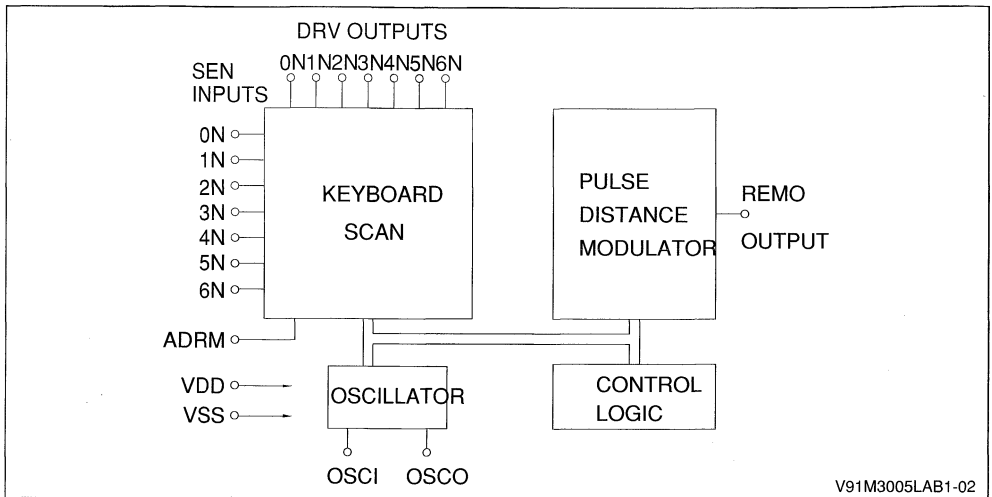 DRV OUTPUTS
0N1N2N3N4N5N6N
SEN
INPUTS
0N
1N
2N
3N
4N
5N
6N
ADRM
VDD
VSS
KEYBOARD
SCAN
PULSE
DISTANCE
MODULATOR
REMO
OUTPUT
OSCILLATOR
CONTROL
LOGIC
OSCI OSCO
V91M3005LAB1-02